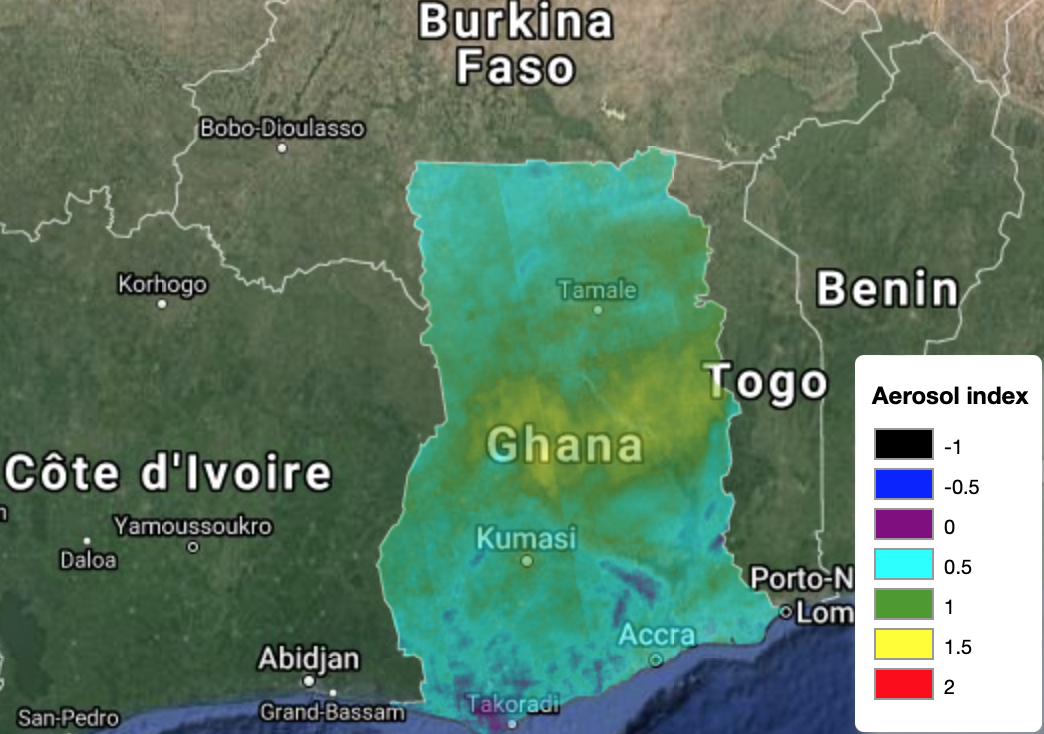 Burkina
Faso
Bobo-Dioulasso
Korhogo
Tamale
Benin
Togo
Ghana
Côte d'Ivoire
Yamoussoukro
Daloa
Kumasi
Porto-N
Lom
Accra
Abidjan
Takoradi
Grand-Bassam
San-Pedro
Aerosol index
-1
-0.5
0
0.5
1
1.5
2